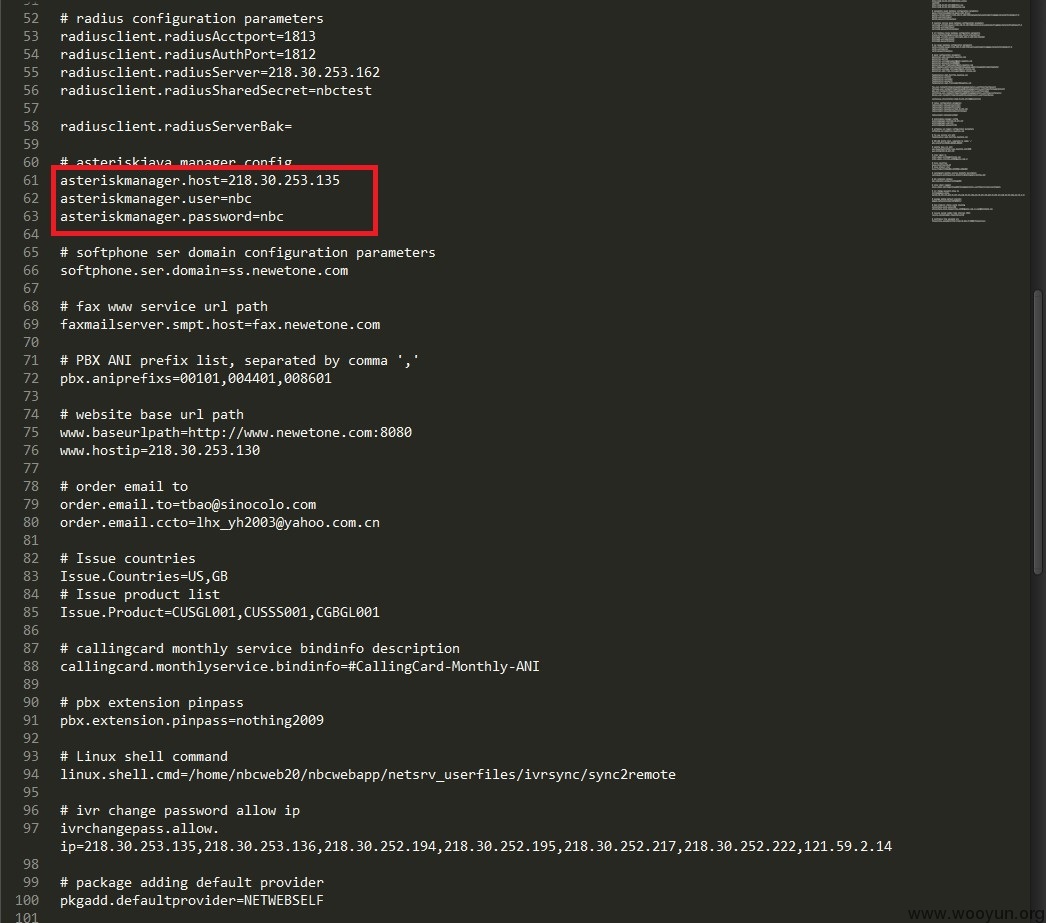 51
52 # radius configuration parameters
53 radiusclient.radiusAcctport=1813
54 radiusclient.radiusAuthPort=1812
55 radiusclient.radiusServer=218.30.253.162
56 radiusclient.radiusSharedSecret=nbctest
57
58 radiusclient.radiusServerBak=
59
60 # asteriskjava manager config
61 asteriskmanager.host=218.30.253.135
62 asteriskmanager.user=nbc
63 asteriskmanager.password=nbc
64
65 # softphone ser domain configuration parameters
66 softphone.ser.domain=ss.newetone.com
67
68 # fax www service url path
69 faxmailserver.smpt.host=fax.newetone.com
70
71 # PBX ANI prefix list, separated by comma ','
72 pbx.aniprefixs=00101,004401,008601
73
74 # website base url path
75 www.baseurlpath=http://www.newetone.com:8080
76 www.hostip=218.30.253.130
77
78 # order email to
79 order.email.to=tbao@sinocolo.com
80 order.email.ccto=lhx_yh2003@yahoo.com.cn
81
82 # Issue countries
83 Issue.Countries=US,GB
84 # Issue product list
85 Issue.Product=CUSGL001,CUSSS001,CGBGL001
86
87 # callingcard monthly service bindinfo description
88 callingcard.monthlyservice.bindinfo=#CallingCard-Monthly-ANI
89
90 # pbx extension pinpass
91 pbx.extension.pinpass=nothing2009
92
93 # Linux shell command
94 linux.shell.cmd=/home/nbcweb20/nbcwebapp/netsrv_userfiles/ivrsync/sync2remote
95
96 # ivr change password allow ip
97 ivrchangepass.allow.
ip=218.30.253.135,218.30.253.136,218.30.252.194,218.30.252.195,218.30.252.217,218.30.252.222,121.59.2.14
98
99 # package adding default provider
100 pkgadd.defaultprovider=NETWEBSELF
101
www.wooyun.org